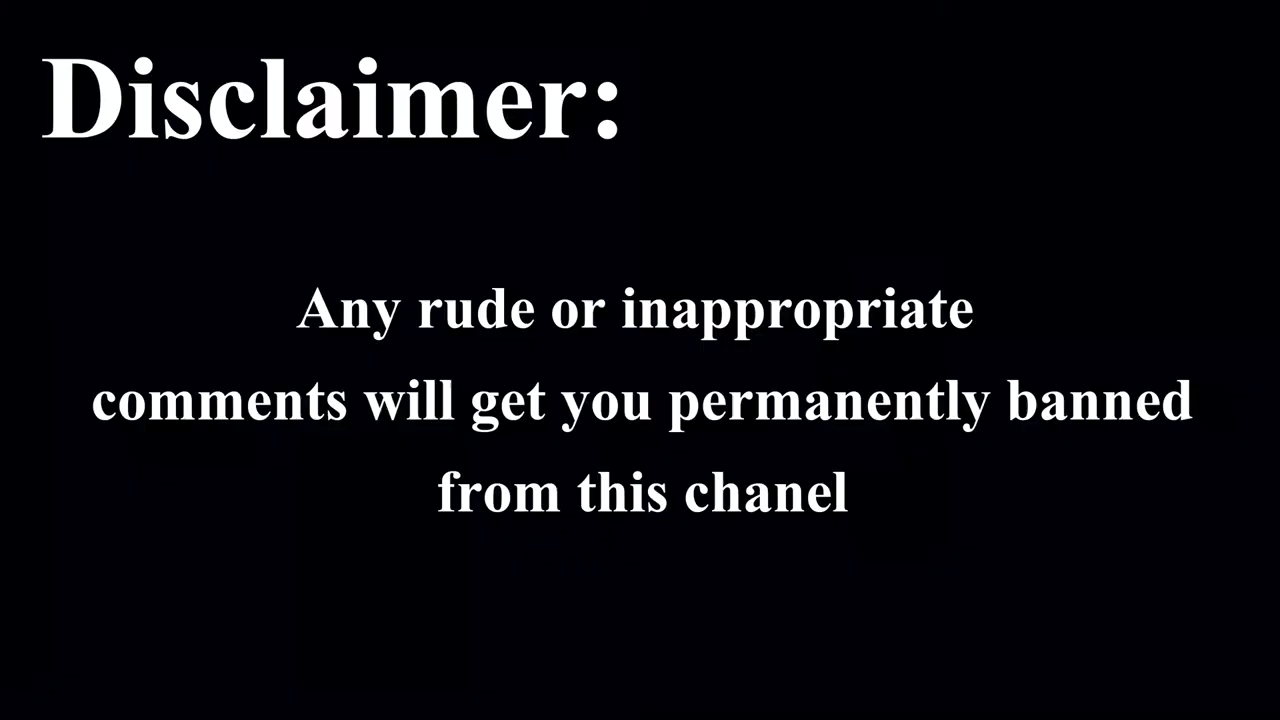 Disclaimer:
Any rude or inappropriate
comments will get you permanently banned
from this chanel